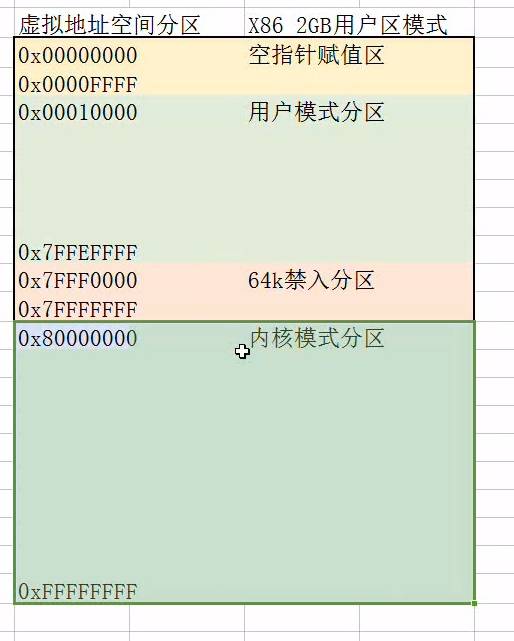 虚拟地址空间分区 X86 2GB用户区模式
0x00000000 空指针赋值区
0x0000FFFF
0x00010000 用户模式分区
0x7FFEFFFF
0x7FFF0000 64k禁入分区
0x7FFFFFFF
0x80000000 内核模式分区
0xFFFFFFFF